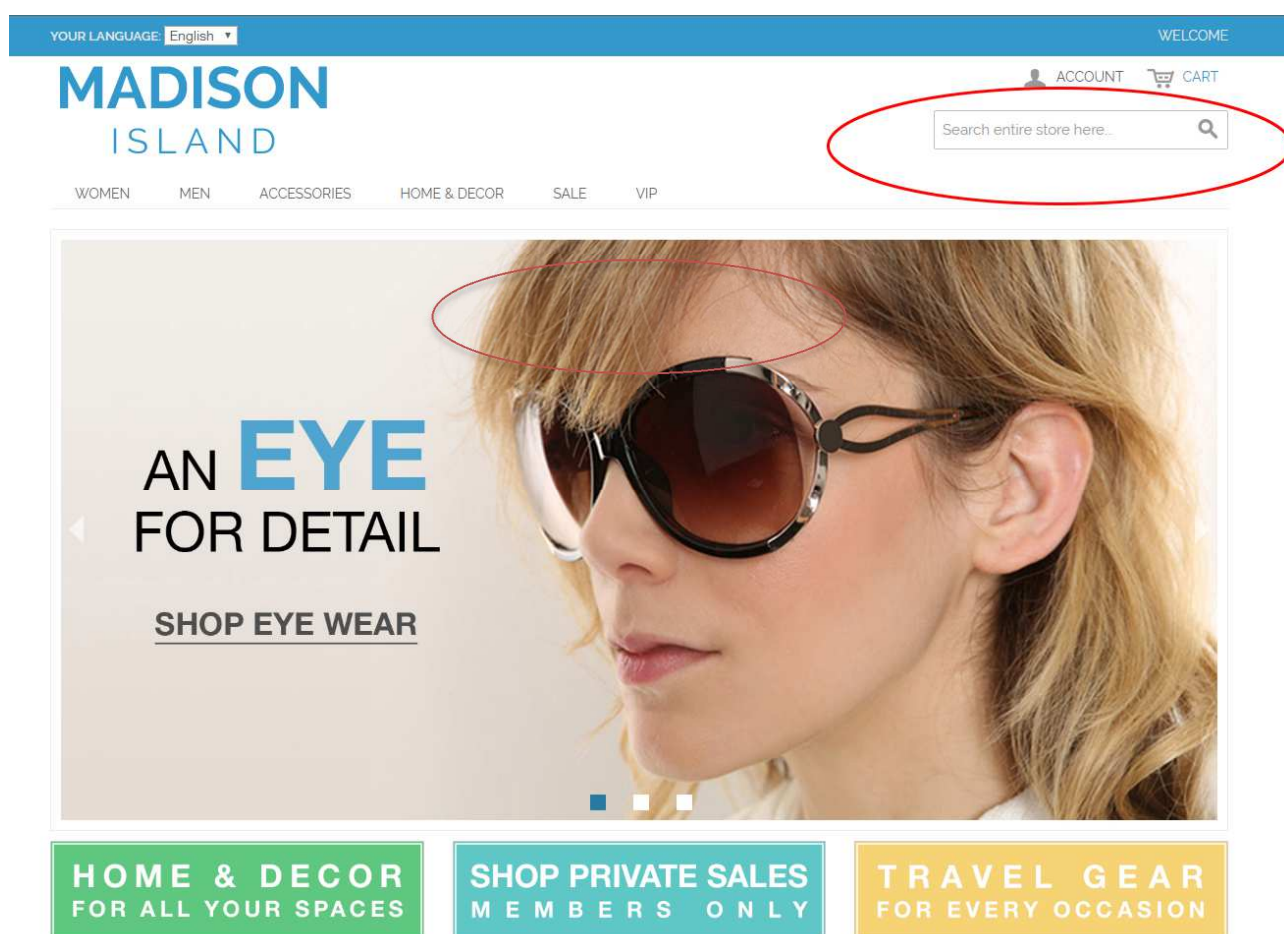 YOUR LANGUAGE: English
WELCOME
MADISON
ISLAND
ACCOUNT
CART
Search entire store here...
WOMEN MEN ACCESSORIES HOME & DECOR SALE VIP
AN EYE
FOR DETAIL
SHOP EYE WEAR
HOME & DECOR
FOR ALL YOUR SPACES
SHOP PRIVATE SALES
MEMBERS ONLY
TRAVEL GEAR
FOR EVERY OCCASION